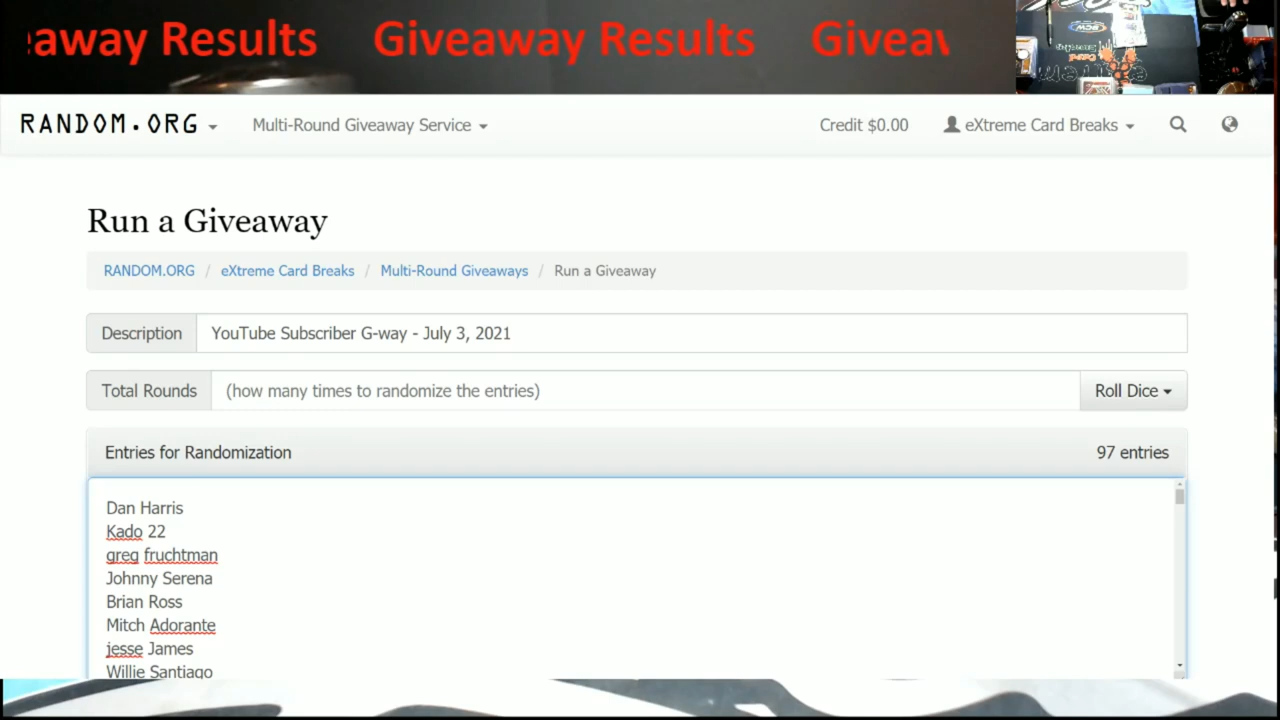 away Results Giveaway Results Giveaw
RANDOM.ORG Multi-Round Giveaway Service Credit $0.00 eXtreme Card Breaks
Run a Giveaway
RANDOM.ORG / eXtreme Card Breaks / Multi-Round Giveaways / Run a Giveaway
Description YouTube Subscriber G-way - July 3, 2021
Total Rounds (how many times to randomize the entries) Roll Dice
Entries for Randomization 97 entries
Dan Harris
Kado 22
greg fruchtman
Johnny Serena
Brian Ross
Mitch Adorante
jesse James
Willie Santiago